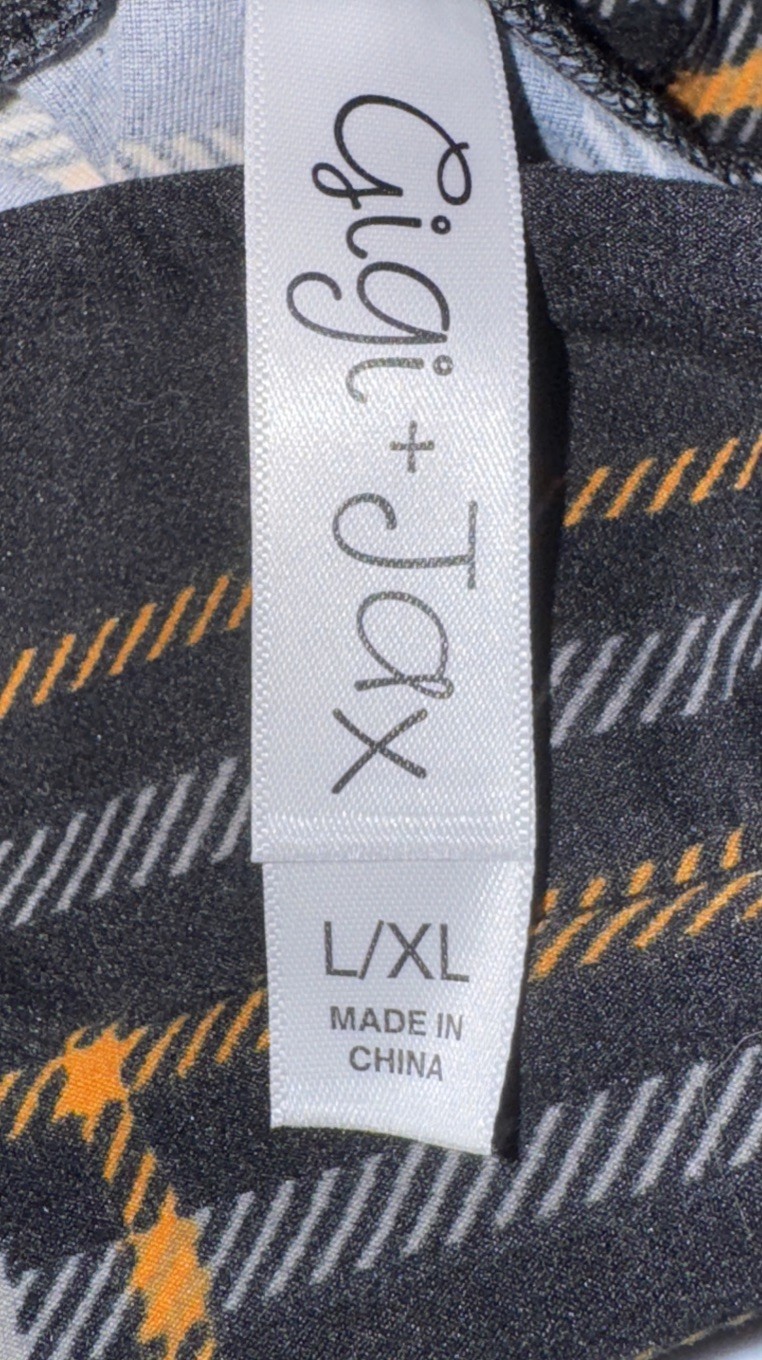 Gigi + Jax
L/XL
MADE IN
CHINA